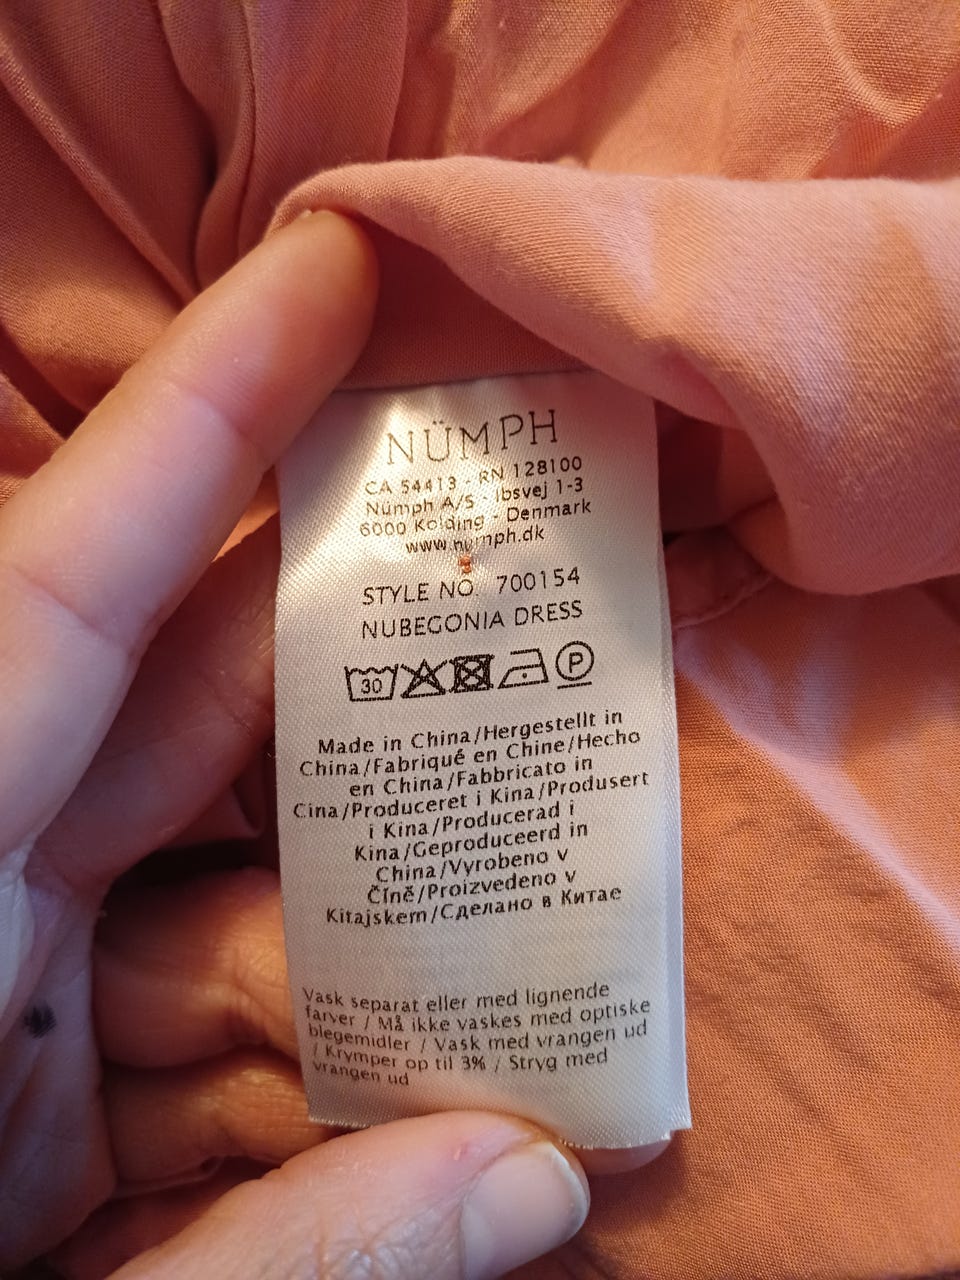 NÜMPH
CA 54413 - RN 128100
Nümph A/S - Ibsvej 1-3
6000 Kolding - Denmark
www.numph.dk
STYLE NO. 700154
NUBEGONIA DRESS
30 P
Made in China/Hergestellt in
China/Fabriqué en Chine/Hecho
en China/Fabbricato in
Cina/Produceret i Kina/Produsert
i Kina/Producerad i
Kina/Geproduceerd in
China/Vyrobeno v
Číně/Proizvedeno v
Kitajskem/Сделано в Китае
Vask separat eller med lignende
farver / Må ikke vaskes med optiske
blegemidler / Vask med vrangen ud
/ Krymper op til 3% / Stryg med
vrangen ud